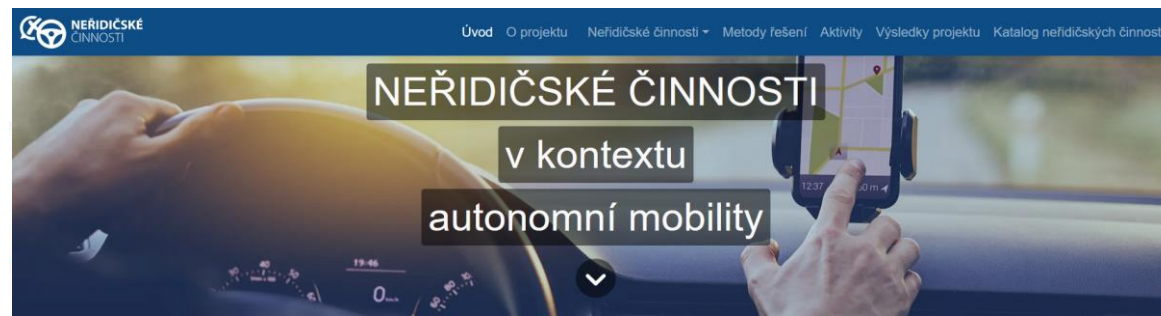 NEŘIDIČSKÉ
ČINNOSTI
Úvod O projektu Neřidičské činnosti Metody řešení Aktivity Výsledky projektu Katalog neřidičských činnost
NEŘIDIČSKÉ ČINNOSTI
v kontextu
autonomní mobility
12:37
19:46
0